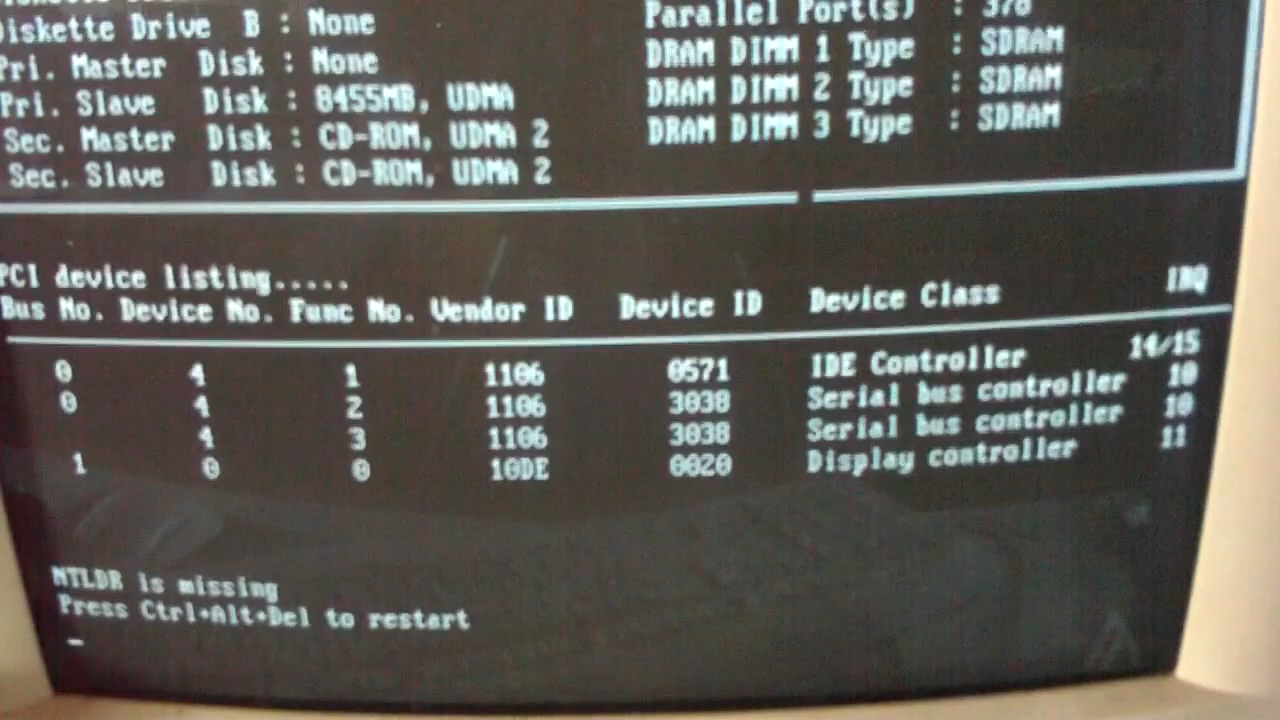 Diskette Drive B : None
Parallel Port(s) : 378
Pri. Master Disk : None
DRAM DIMM 1 Type : SDRAM
Pri. Slave Disk : 8455MB, UDMA
DRAM DIMM 2 Type : SDRAM
Sec. Master Disk : CD-ROM, UDMA 2
DRAM DIMM 3 Type : SDRAM
Sec. Slave Disk : CD-ROM, UDMA 2
PCI device listing.....
Bus No. Device No. Func No. Vendor ID Device ID Device Class IRQ
0 4 1 1106 0571 IDE Controller 14/15
0 4 2 1106 3038 Serial bus controller 10
4 3 1106 3038 Serial bus controller 10
1 0 0 10DE 0020 Display controller 11
NTLDR is missing
Press Ctrl+Alt+Del to restart
_